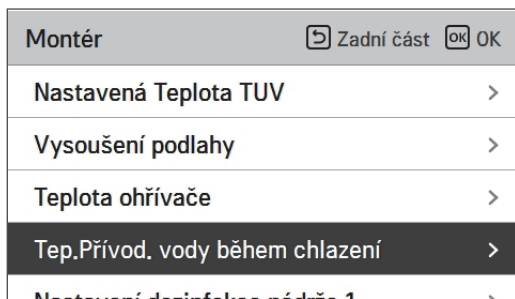 Montér Zadní část OK OK
Nastavená Teplota TUV
Vysoušení podlahy
Teplota ohřívače
Tep.Přívod. vody během chlazení